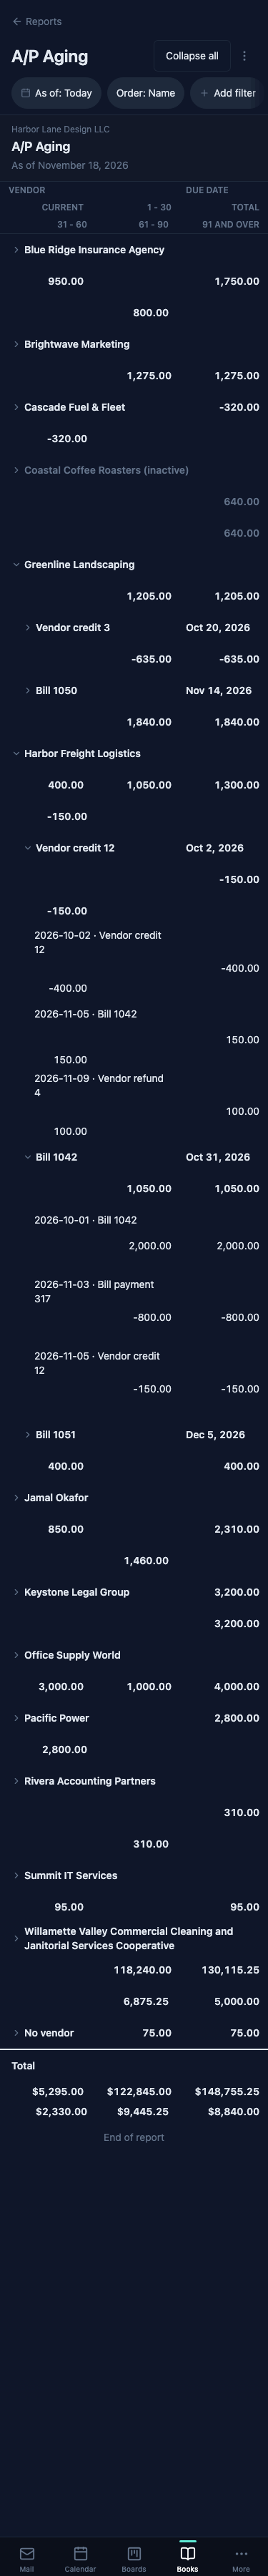 Reports
A/P Aging
Collapse all
As of: Today
Order: Name
Add filter
Harbor Lane Design LLC
A/P Aging
As of November 18, 2026
VENDOR DUE DATE
CURRENT 1 - 30 TOTAL
31 - 60 61 - 90 91 AND OVER
Blue Ridge Insurance Agency
950.00 1,750.00
800.00
Brightwave Marketing
1,275.00 1,275.00
Cascade Fuel & Fleet -320.00
-320.00
Coastal Coffee Roasters (inactive)
640.00
640.00
Greenline Landscaping
1,205.00 1,205.00
Vendor credit 3 Oct 20, 2026
-635.00 -635.00
Bill 1050 Nov 14, 2026
1,840.00 1,840.00
Harbor Freight Logistics
400.00 1,050.00 1,300.00
-150.00
Vendor credit 12 Oct 2, 2026
-150.00
-150.00
2026-10-02 · Vendor credit
12
-400.00
-400.00
2026-11-05 · Bill 1042
150.00
150.00
2026-11-09 · Vendor refund
4
100.00
100.00
Bill 1042 Oct 31, 2026
1,050.00 1,050.00
2026-10-01 · Bill 1042
2,000.00 2,000.00
2026-11-03 · Bill payment
317
-800.00 -800.00
2026-11-05 · Vendor credit
12
-150.00 -150.00
Bill 1051 Dec 5, 2026
400.00 400.00
Jamal Okafor
850.00 2,310.00
1,460.00
Keystone Legal Group 3,200.00
3,200.00
Office Supply World
3,000.00 1,000.00 4,000.00
Pacific Power 2,800.00
2,800.00
Rivera Accounting Partners
310.00
310.00
Summit IT Services
95.00 95.00
Willamette Valley Commercial Cleaning and
Janitorial Services Cooperative
118,240.00 130,115.25
6,875.25 5,000.00
No vendor 75.00 75.00
Total
$5,295.00 $122,845.00 $148,755.25
$2,330.00 $9,445.25 $8,840.00
End of report
Mail
Calendar
Boards
Books
More